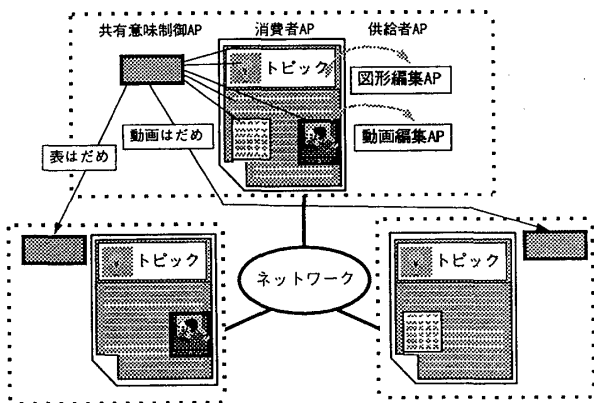 共有意味制御AP
消費者AP
供給者AP
トピック
図形編集AP
動画はだめ
動画編集AP
表はだめ
トピック
ネットワーク
トピック